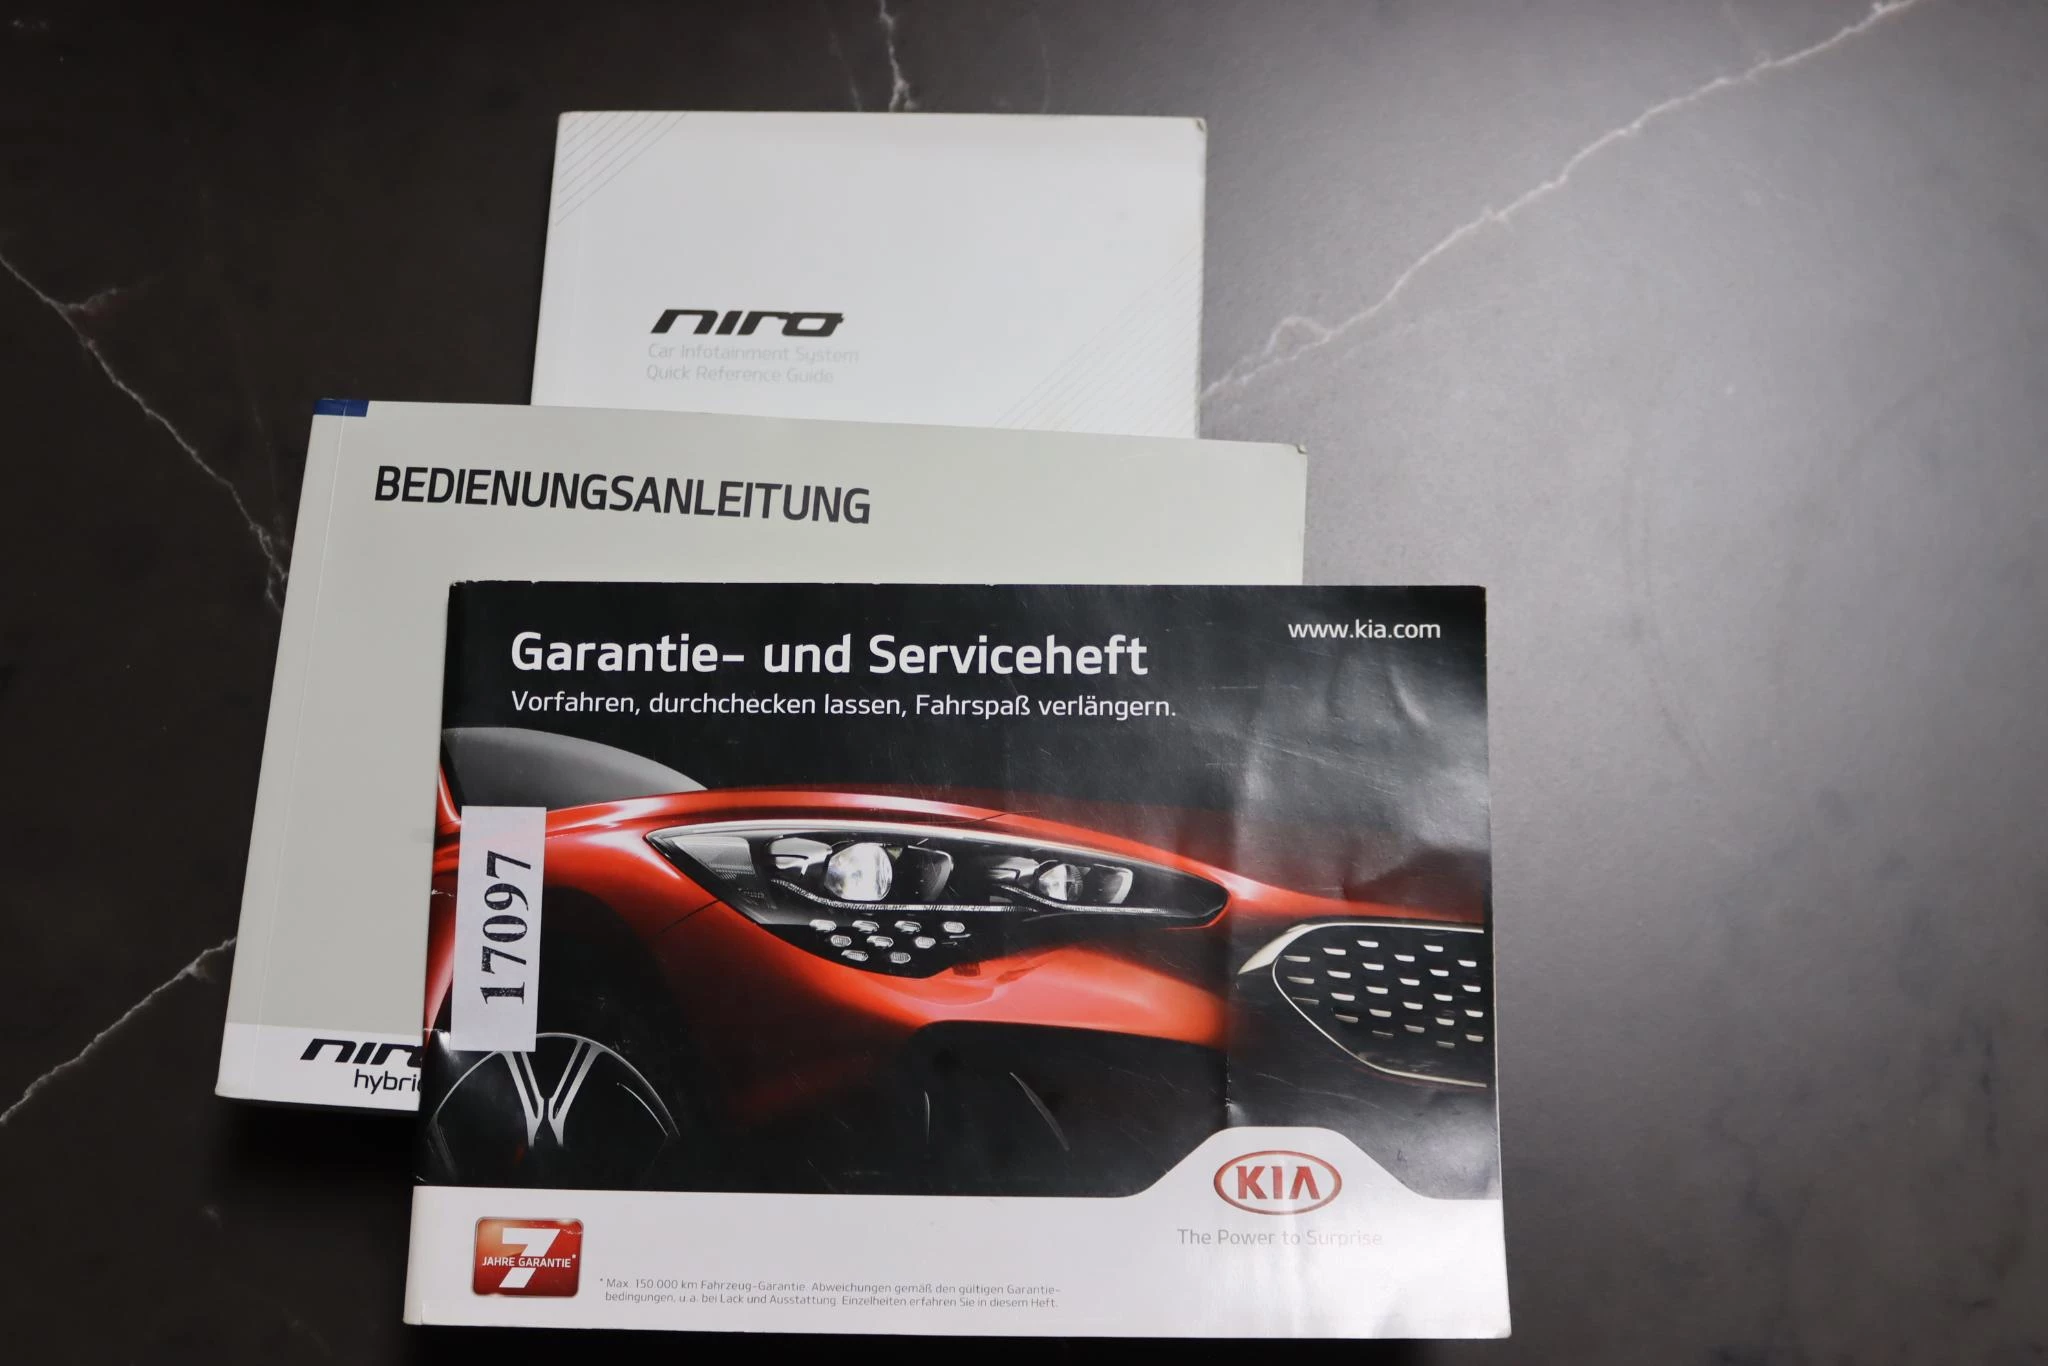 niro
Car Infotainment System
Quick Reference Guide
BEDIENUNGSANLEITUNG
Garantie- und Serviceheft
www.kia.com
Vorfahren, durchchecken lassen, Fahrspaß verlängern.
17097
niro
hybri
KIA
The Power to Surprise
7
JAHRE GARANTIE*
* Max. 150 000 km Fahrzeug-Garantie. Abweichungen gemäß den gültigen Garantie-
bedingungen, u. a. bei Lack und Ausstattung. Einzelheiten erfahren Sie in diesem Heft.